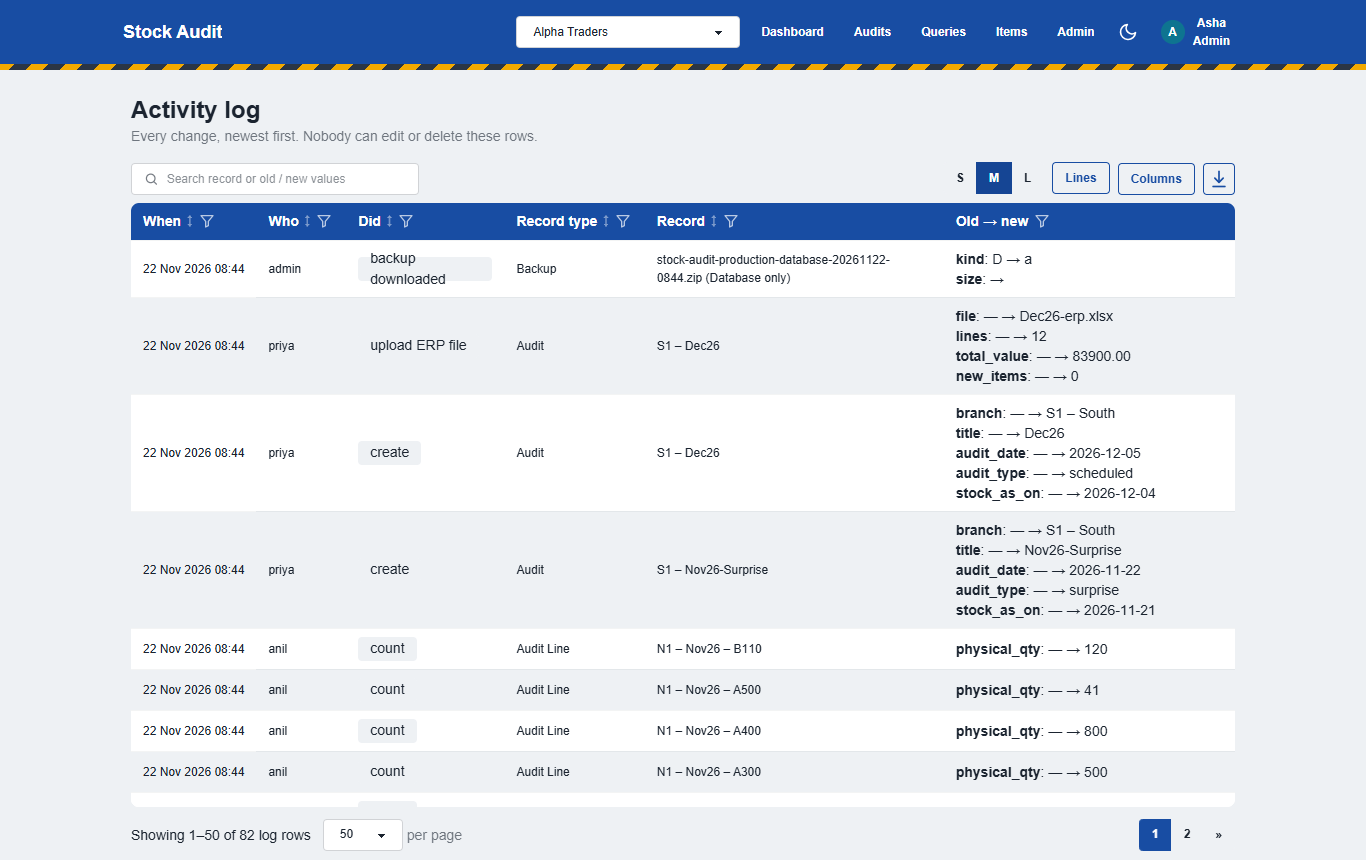 Stock Audit
Alpha Traders
Dashboard
Audits
Queries
Items
Admin
A
Asha
Admin
Activity log
Every change, newest first. Nobody can edit or delete these rows.
Search record or old / new values
S M L
Lines
Columns
When Who Did Record type Record Old → new
22 Nov 2026 08:44 admin backup downloaded Backup stock-audit-production-database-20261122-0844.zip (Database only) kind: D → a
size: →
22 Nov 2026 08:44 priya upload ERP file Audit S1 – Dec26 file: — → Dec26-erp.xlsx
lines: — → 12
total_value: — → 83900.00
new_items: — → 0
22 Nov 2026 08:44 priya create Audit S1 – Dec26 branch: — → S1 – South
title: — → Dec26
audit_date: — → 2026-12-05
audit_type: — → scheduled
stock_as_on: — → 2026-12-04
22 Nov 2026 08:44 priya create Audit S1 – Nov26-Surprise branch: — → S1 – South
title: — → Nov26-Surprise
audit_date: — → 2026-11-22
audit_type: — → surprise
stock_as_on: — → 2026-11-21
22 Nov 2026 08:44 anil count Audit Line N1 – Nov26 – B110 physical_qty: — → 120
22 Nov 2026 08:44 anil count Audit Line N1 – Nov26 – A500 physical_qty: — → 41
22 Nov 2026 08:44 anil count Audit Line N1 – Nov26 – A400 physical_qty: — → 800
22 Nov 2026 08:44 anil count Audit Line N1 – Nov26 – A300 physical_qty: — → 500
Showing 1–50 of 82 log rows 50 per page
1 2 »